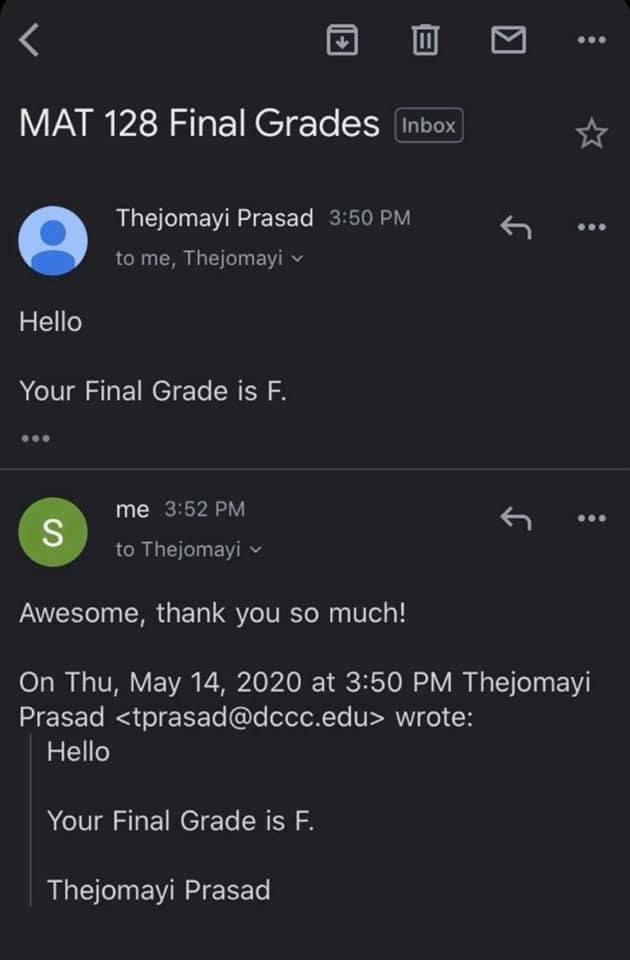 MAT 128 Final Grades Inbox
Thejomayi Prasad 3:50 PM
to me, Thejomayi
Hello
Your Final Grade is F.
S
me 3:52 PM
to Thejomayi
Awesome, thank you so much!
On Thu, May 14, 2020 at 3:50 PM Thejomayi
Prasad <tprasad@dccc.edu> wrote:
Hello
Your Final Grade is F.
Thejomayi Prasad